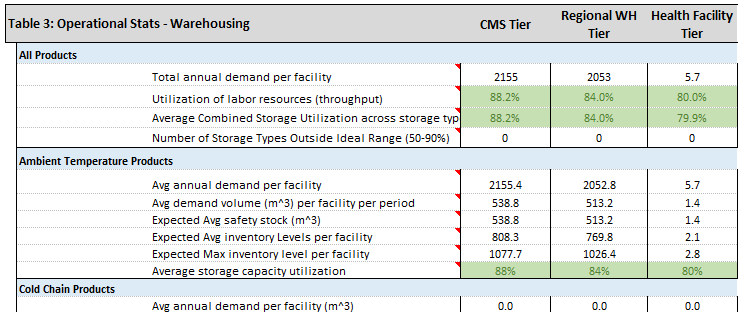 Table 3: Operational Stats - Warehousing CMS Tier Regional WH Tier Health Facility Tier
All Products
Total annual demand per facility 2155 2053 5.7
Utilization of labor resources (throughput) 88.2% 84.0% 80.0%
Average Combined Storage Utilization across storage typ 88.2% 84.0% 79.9%
Number of Storage Types Outside Ideal Range (50-90%) 0 0 0
Ambient Temperature Products
Avg annual demand per facility 2155.4 2052.8 5.7
Avg demand volume (m^3) per facility per period 538.8 513.2 1.4
Expected Avg safety stock (m^3) 538.8 513.2 1.4
Expected Avg inventory Levels per facility 808.3 769.8 2.1
Expected Max inventory level per facility 1077.7 1026.4 2.8
Average storage capacity utilization 88% 84% 80%
Cold Chain Products
Avg annual demand per facility (m^3) 0.0 0.0 0.0